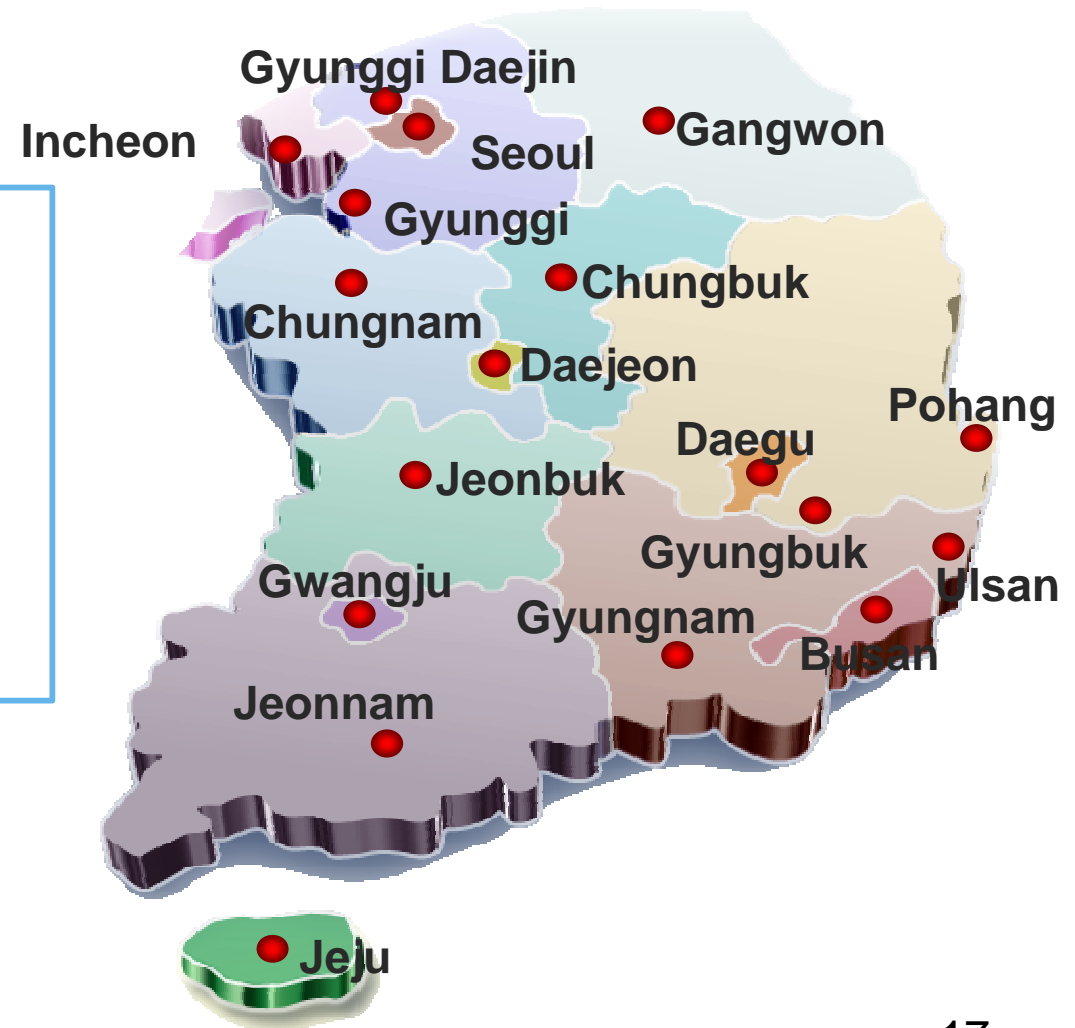 Gyunggi Daejin
Incheon
Gangwon
Seoul
Gyunggi
Chungbuk
Chungnam
Daejeon
Pohang
Daegu
Jeonbuk
Gyungbuk
Gwangju
Ulsan
Gyungnam
Busan
Jeonnam
Jeju
17